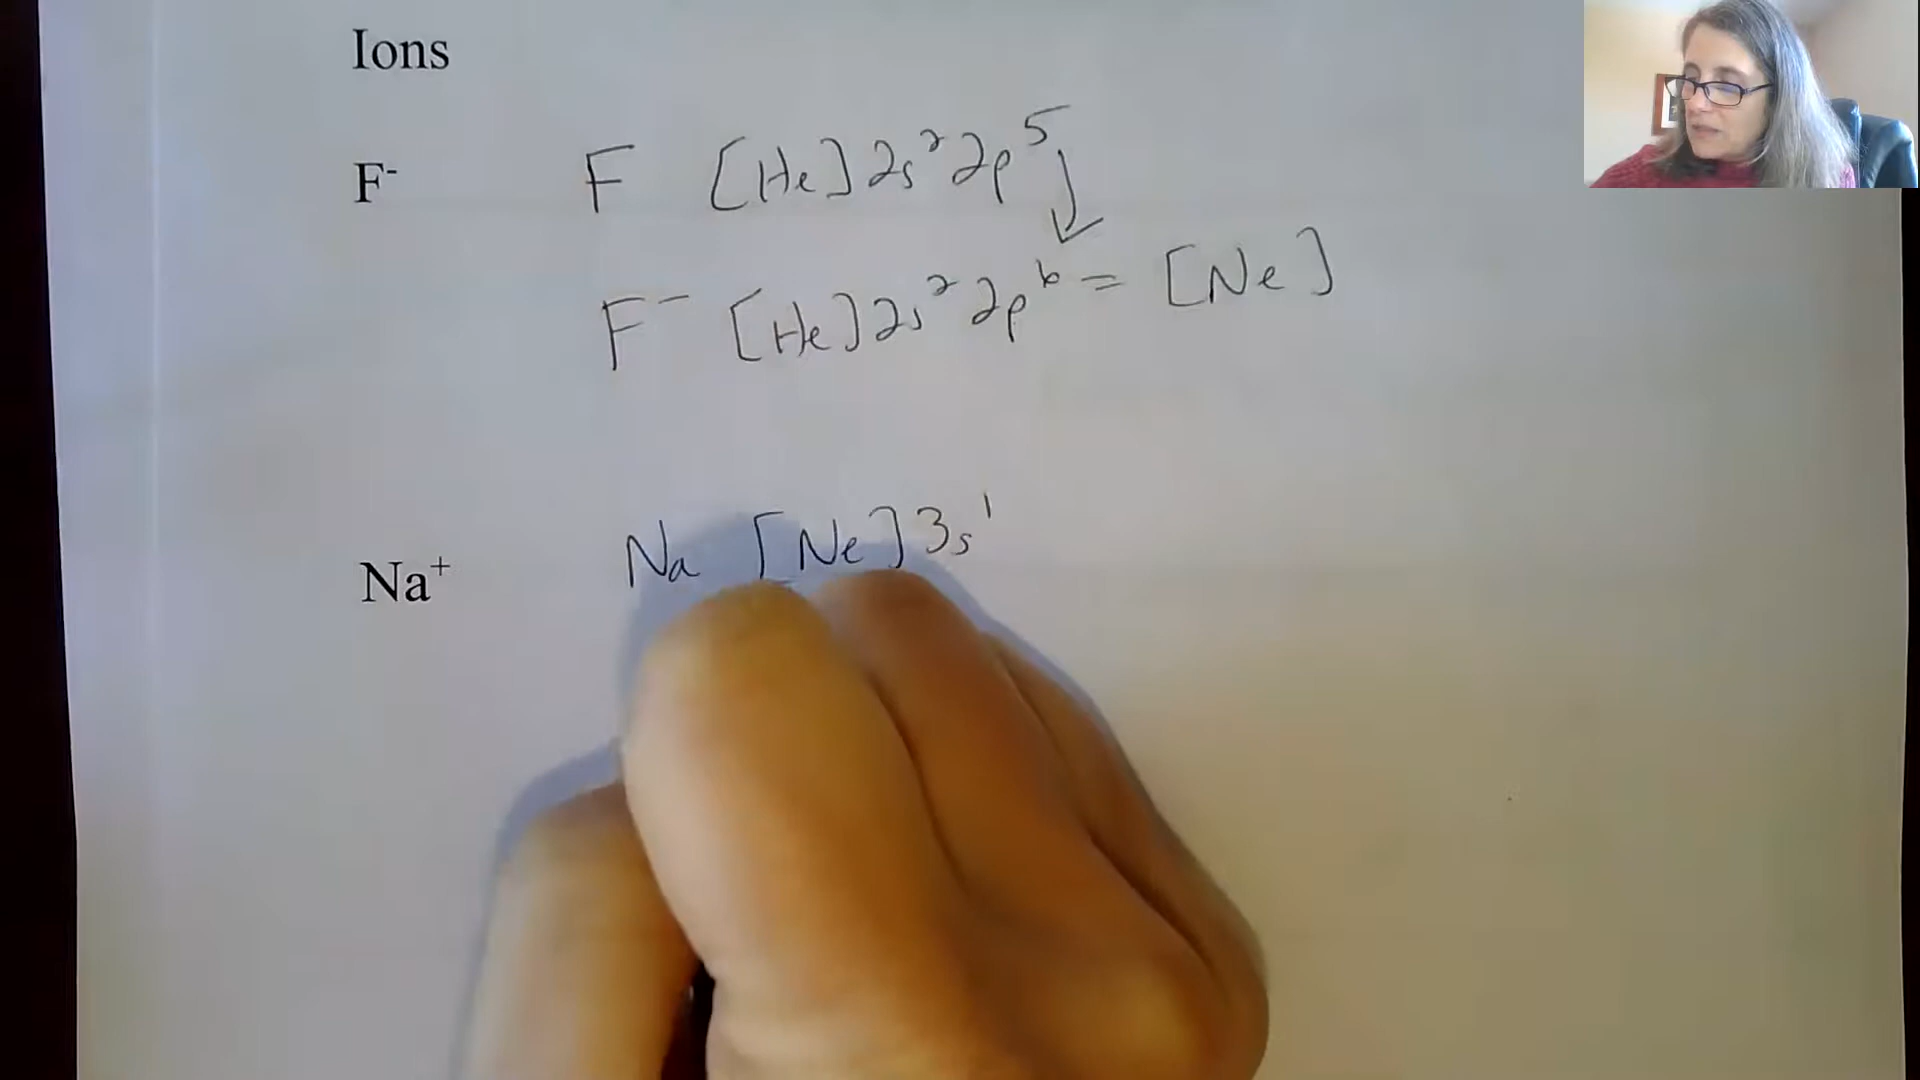 Ions
F⁻ F [He] 2s² 2p⁵
F⁻ [He] 2s² 2p⁶ = [Ne]
Na⁺ Na [Ne] 3s¹